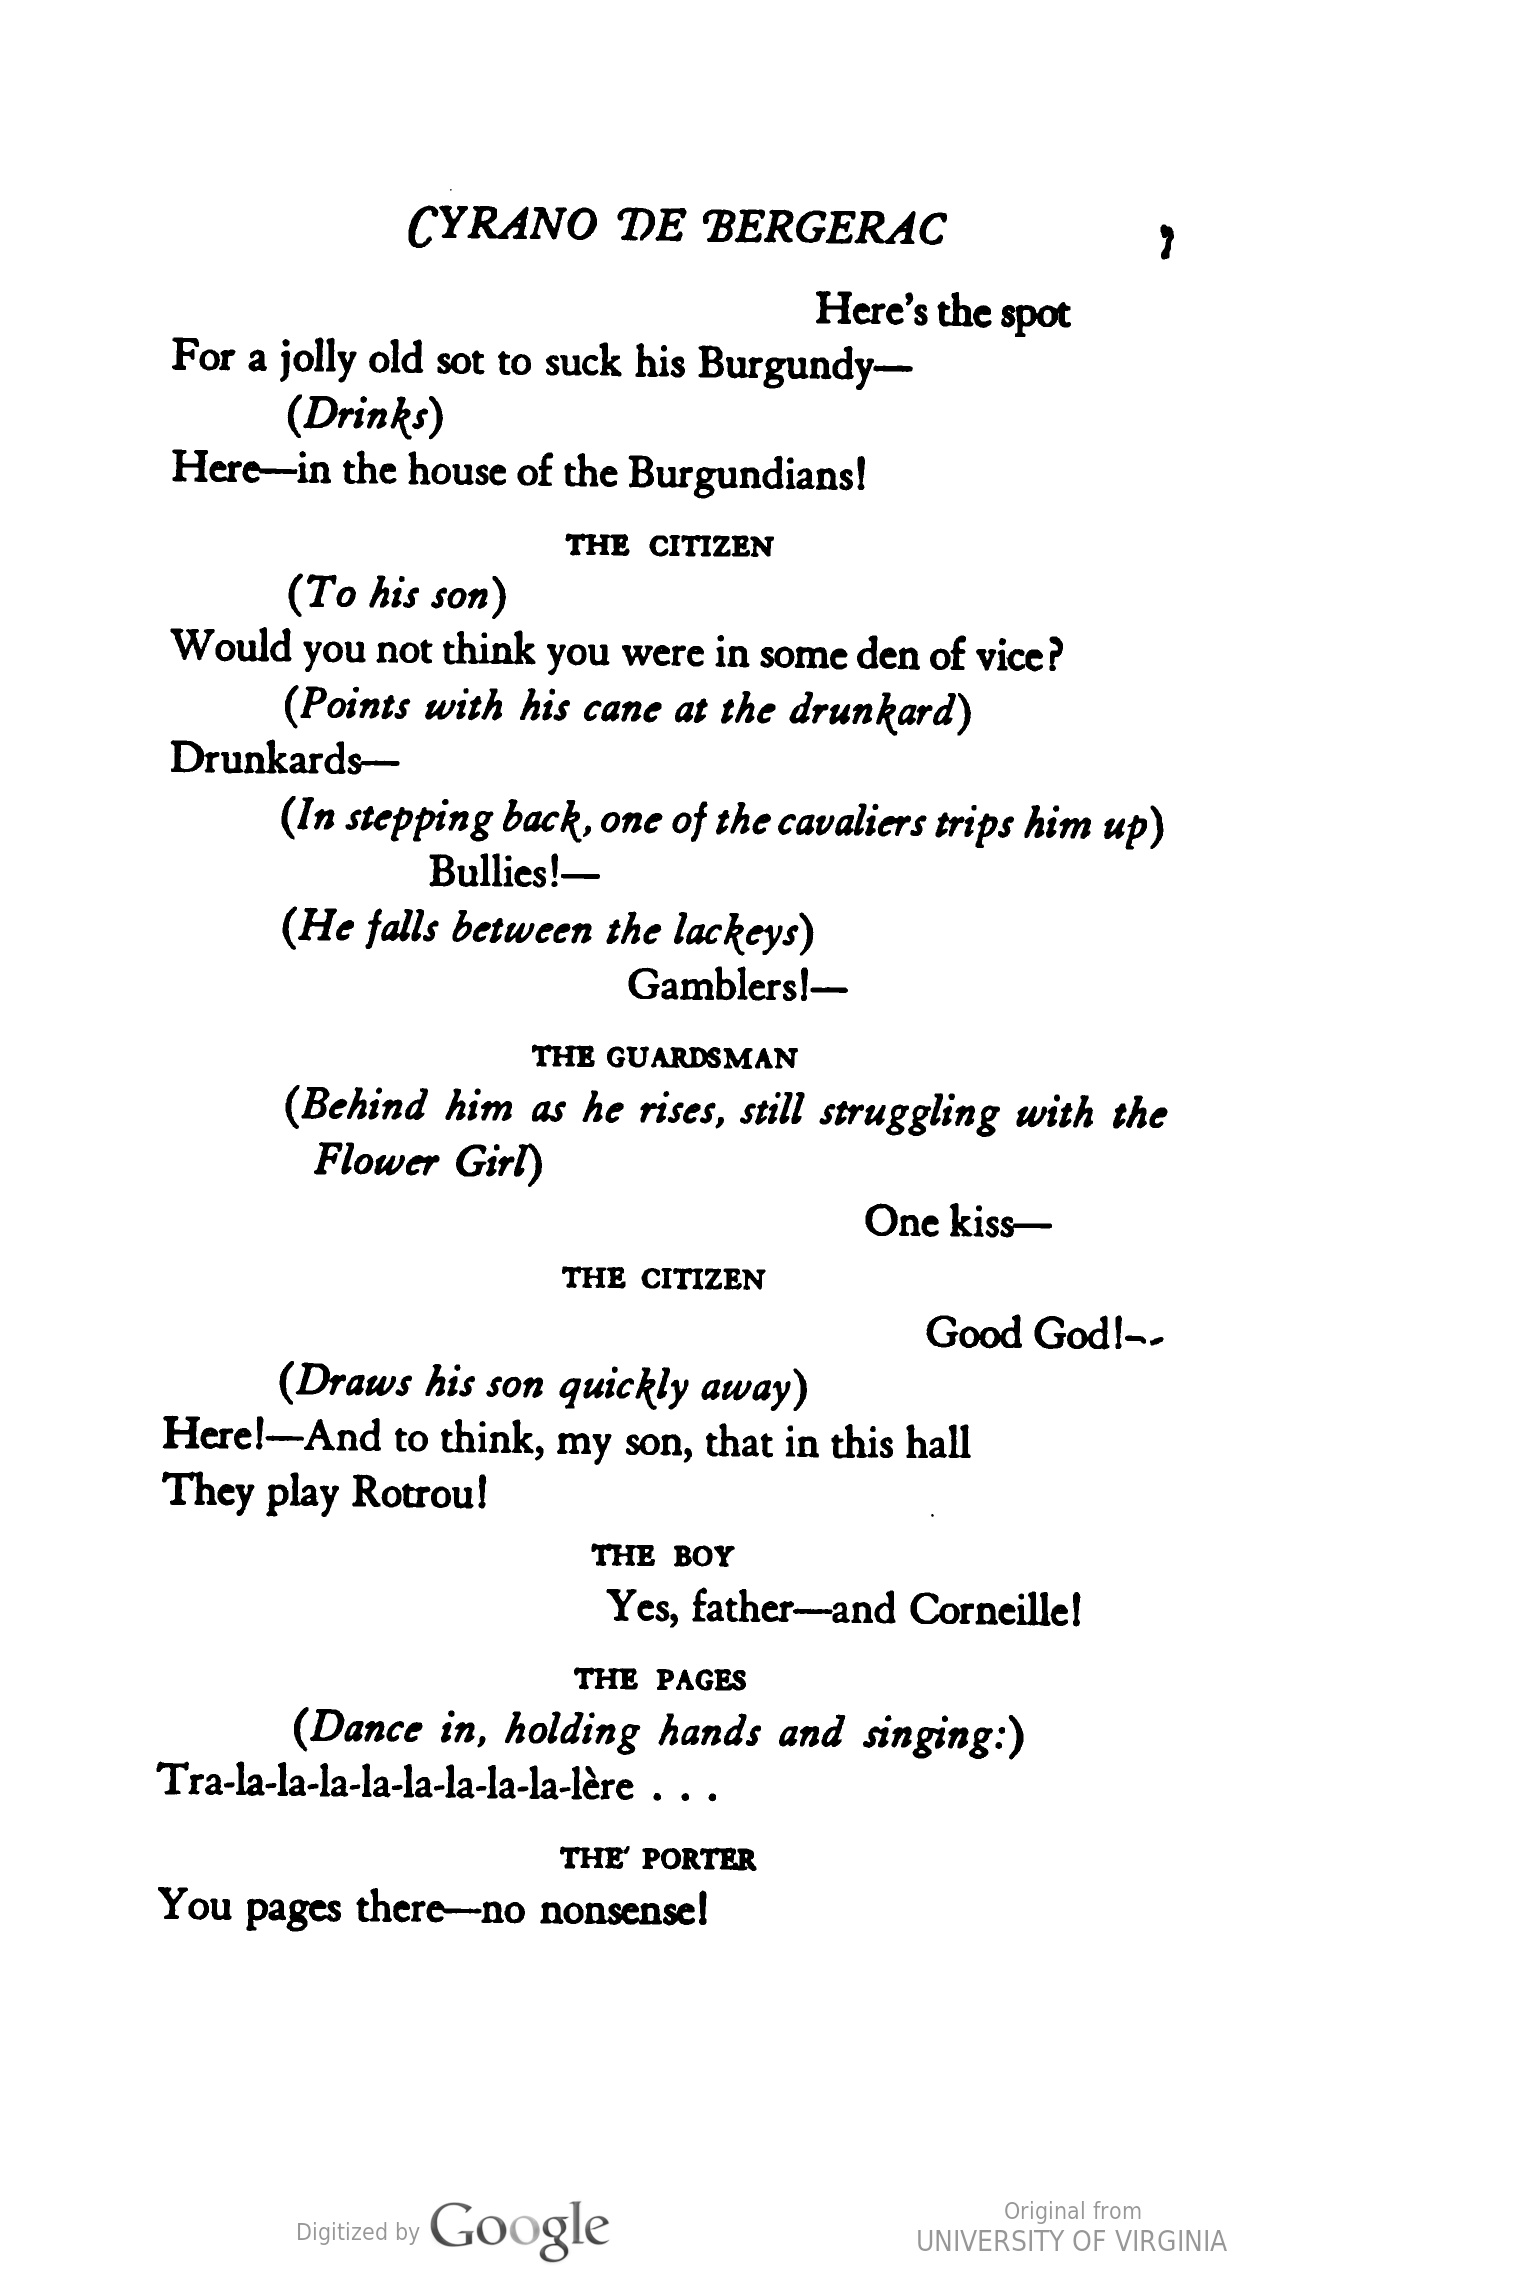 CYRANO DE BERGERAC
Here's the spot
For a jolly old sot to suck his Burgundy—
(Drinks)
Here—in the house of the Burgundians!
THE CITIZEN
(To his son)
Would you not think you were in some den of vice?
(Points with his cane at the drunkard)
Drunkards—
(In stepping back, one of the cavaliers trips him up)
Bullies!—
(He falls between the lackeys)
Gamblers!—
THE GUARDSMAN
(Behind him as he rises, still struggling with the
Flower Girl)
One kiss—
THE CITIZEN
Good God!—
(Draws his son quickly away)
Here!—And to think, my son, that in this hall
They play Rotrou!
THE BOY
Yes, father—and Corneille!
THE PAGES
(Dance in, holding hands and singing:)
Tra-la-la-la-la-la-la-la-la-lère . . .
THE PORTER
You pages there—no nonsense!
Digitized by Google
Original from
UNIVERSITY OF VIRGINIA